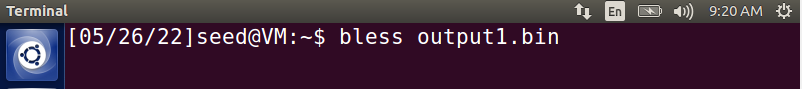 Terminal En 9:20 AM
[05/26/22]seed@VM:~$ bless output1.bin